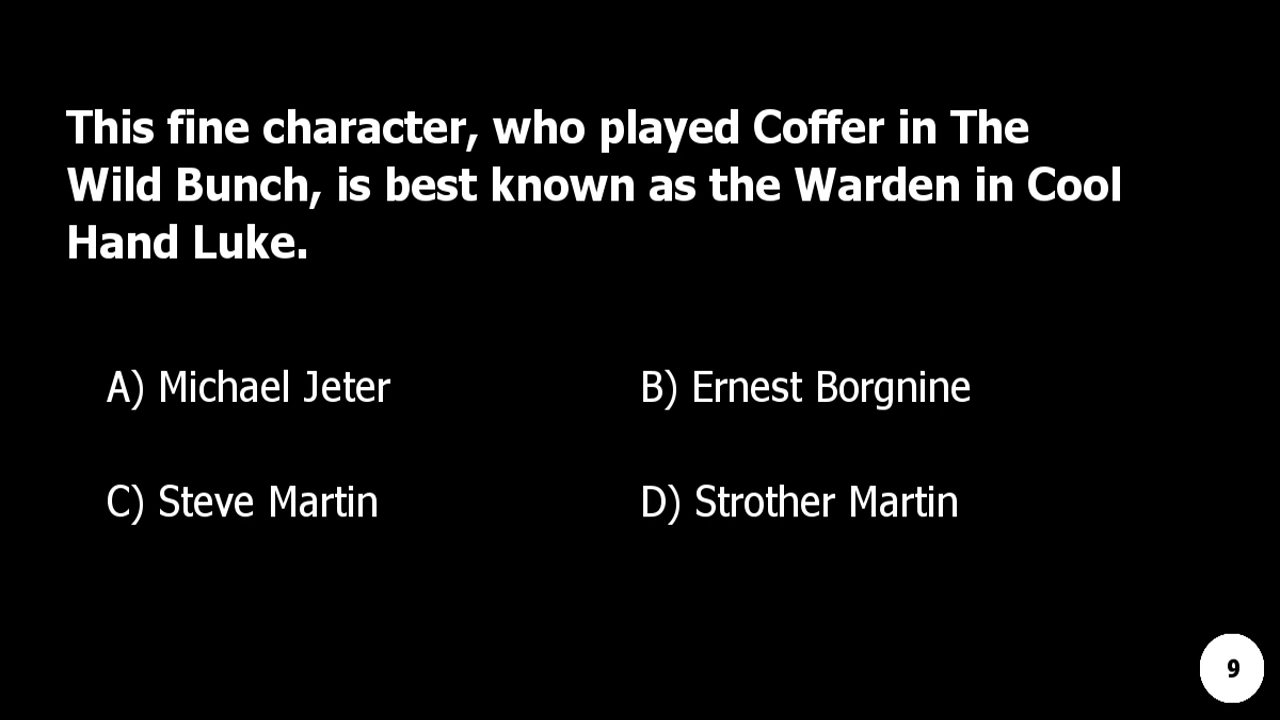 This fine character, who played Coffer in The
Wild Bunch, is best known as the Warden in Cool
Hand Luke.
A) Michael Jeter
B) Ernest Borgnine
C) Steve Martin
D) Strother Martin
9